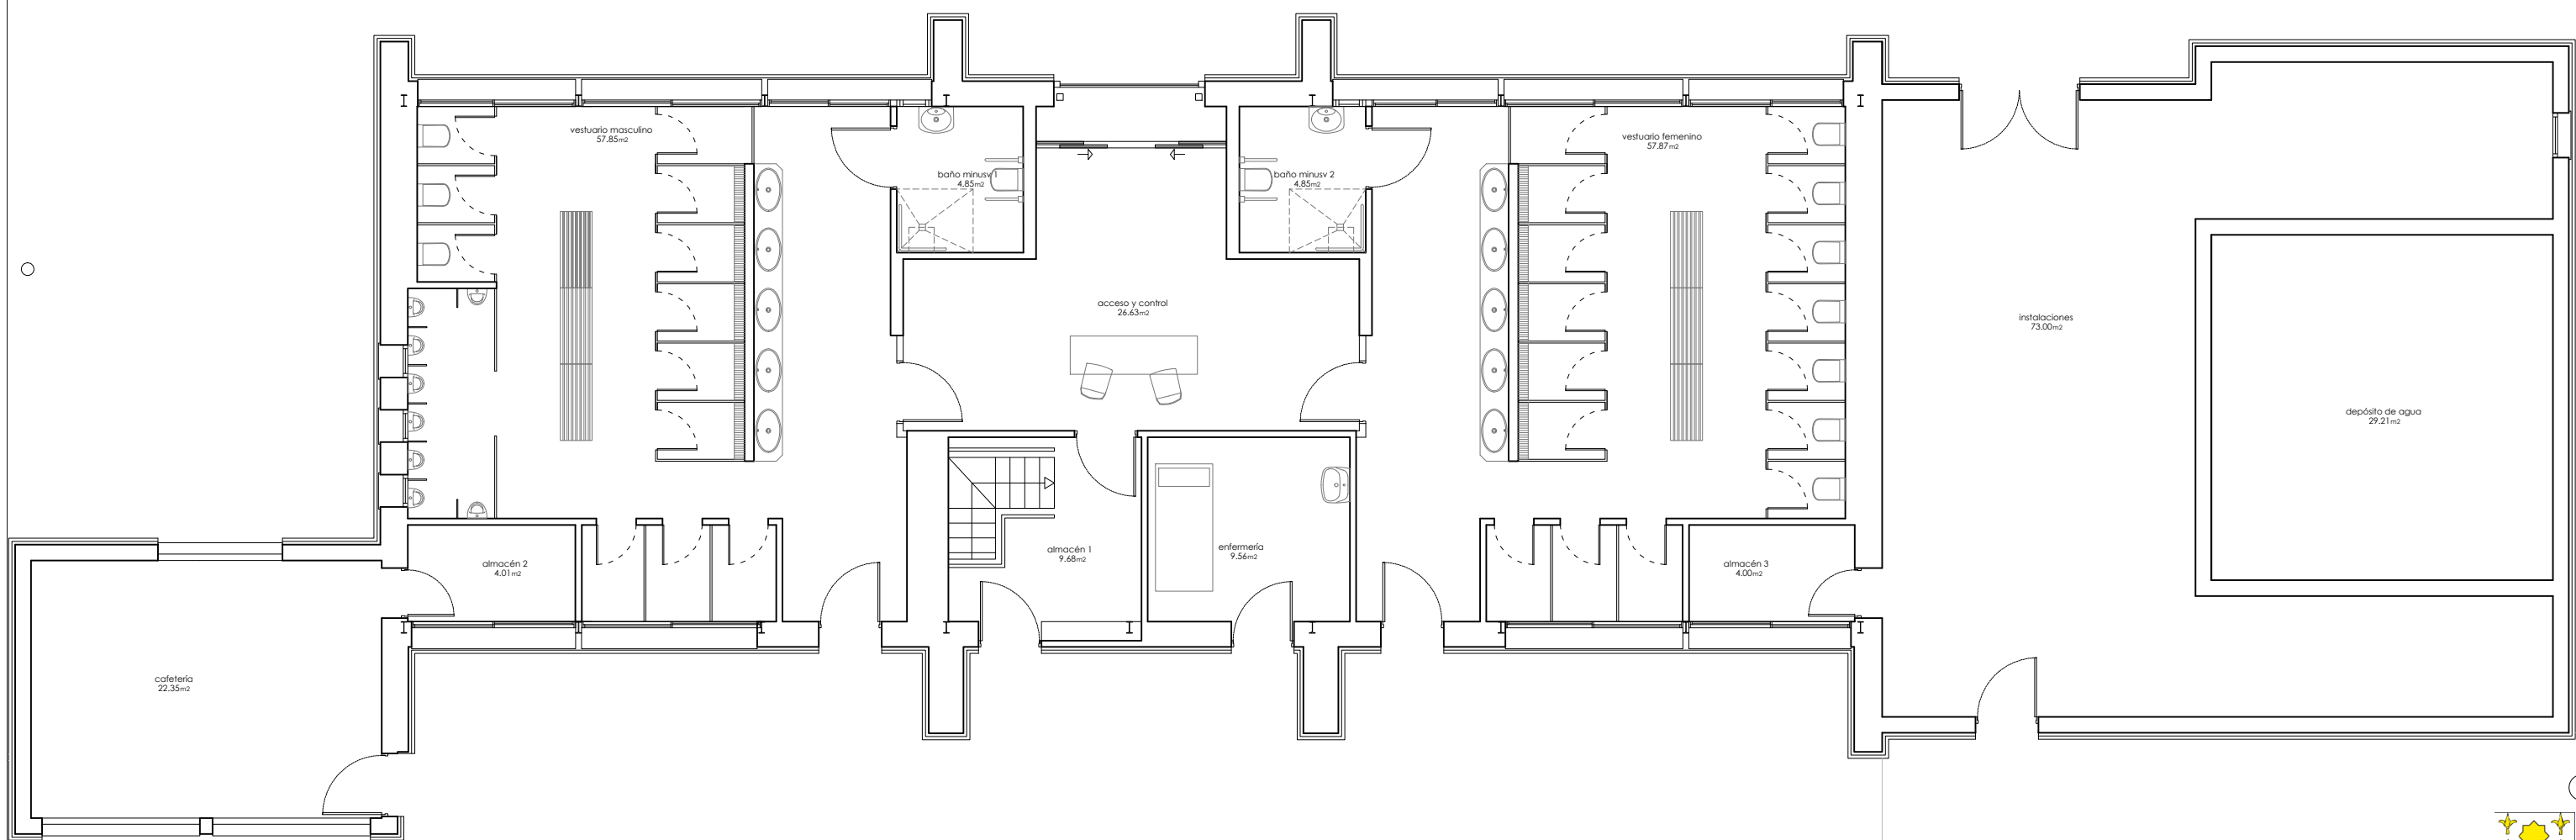 vestuario masculino
57.85m2
vestuario femenino
57.87m2
baño minusv 1
4.85m2
baño minusv 2
4.85m2
acceso y control
26.63m2
instalaciones
73.00m2
depósito de agua
29.21m2
almacén 1
9.68m2
enfermería
9.56m2
almacén 2
4.01m2
almacén 3
4.00m2
cafetería
22.35m2